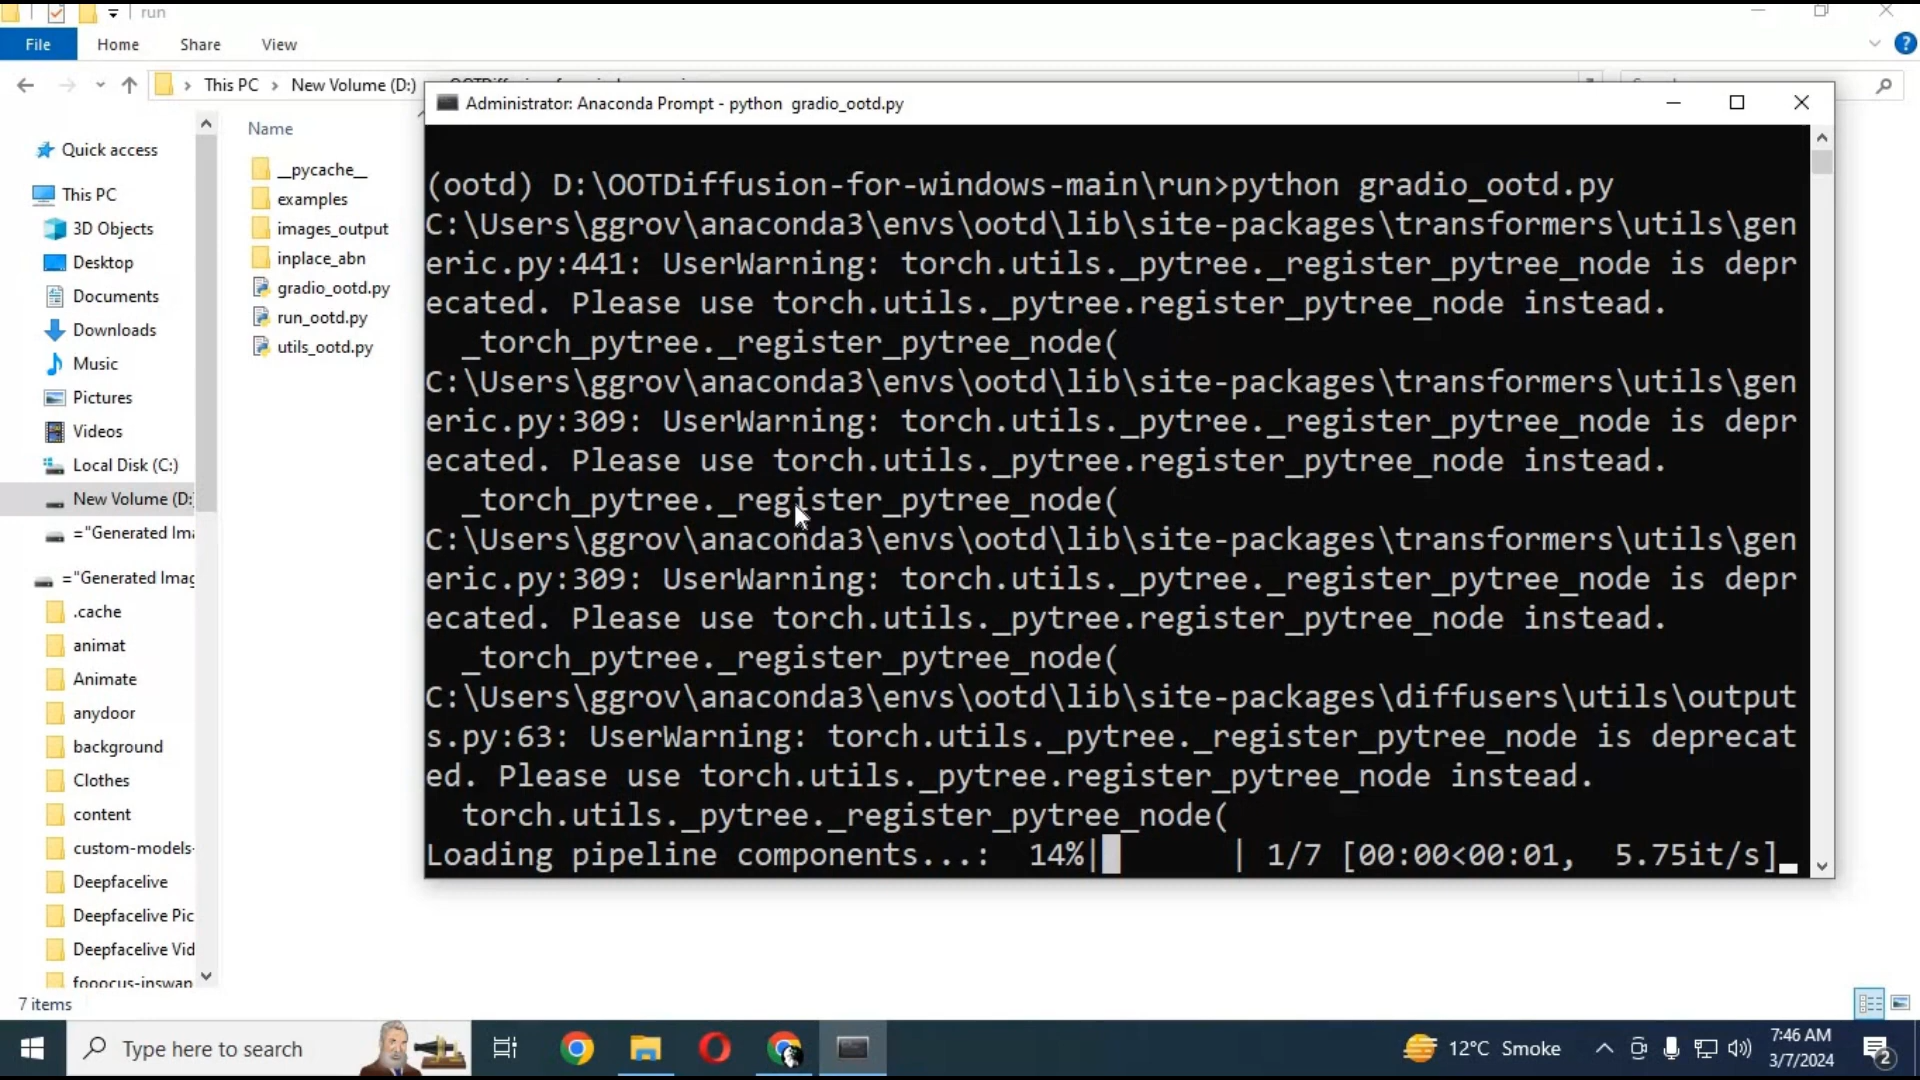 run
File
Home
Share
View
This PC
New Volume (D:)
Administrator: Anaconda Prompt - python gradio_ootd.py
Name
Quick access
This PC
3D Objects
Desktop
Documents
Downloads
Music
Pictures
Videos
Local Disk (C:)
New Volume (D:
="Generated Ima
="Generated Imag
.cache
animat
Animate
anydoor
background
Clothes
content
custom-models-
Deepfacelive
Deepfacelive Pic
Deepfacelive Vid
fooocus-inswap
__pycache__
examples
images_output
inplace_abn
gradio_ootd.py
run_ootd.py
utils_ootd.py
(ootd) D:\OOTDiffusion-for-windows-main\run>python gradio_ootd.py
C:\Users\ggrov\anaconda3\envs\ootd\lib\site-packages\transformers\utils\gen
eric.py:441: UserWarning: torch.utils._pytree._register_pytree_node is depr
ecated. Please use torch.utils._pytree.register_pytree_node instead.
_torch_pytree._register_pytree_node(
C:\Users\ggrov\anaconda3\envs\ootd\lib\site-packages\transformers\utils\gen
eric.py:309: UserWarning: torch.utils._pytree._register_pytree_node is depr
ecated. Please use torch.utils._pytree.register_pytree_node instead.
_torch_pytree._register_pytree_node(
C:\Users\ggrov\anaconda3\envs\ootd\lib\site-packages\transformers\utils\gen
eric.py:309: UserWarning: torch.utils._pytree._register_pytree_node is depr
ecated. Please use torch.utils._pytree.register_pytree_node instead.
_torch_pytree._register_pytree_node(
C:\Users\ggrov\anaconda3\envs\ootd\lib\site-packages\diffusers\utils\output
s.py:63: UserWarning: torch.utils._pytree._register_pytree_node is deprecat
ed. Please use torch.utils._pytree.register_pytree_node instead.
torch.utils._pytree._register_pytree_node(
Loading pipeline components...: 14%|█ | 1/7 [00:00<00:01, 5.75it/s]
7 items
Type here to search
12°C Smoke
7:46 AM
3/7/2024
2